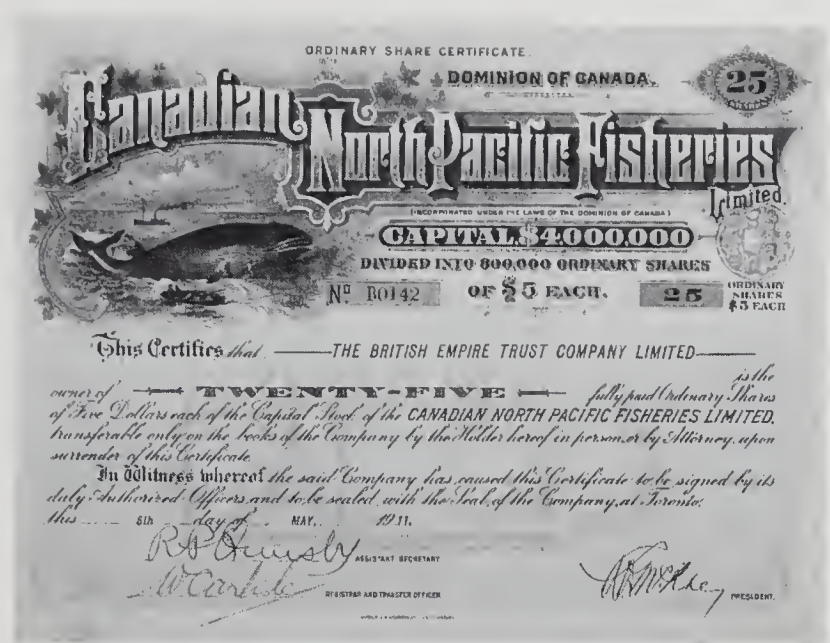 ORDINARY SHARE CERTIFICATE.
DOMINION OF CANADA.
25
SHARES
Canadian
North Pacific Fisheries
Limited.
(INCORPORATED UNDER THE LAWS OF THE DOMINION OF CANADA)
CAPITAL, $4,000,000
DIVIDED INTO 800,000 ORDINARY SHARES
No B0142 OF $5 EACH. 25 ORDINARY SHARES $5 EACH
This Certifies that THE BRITISH EMPIRE TRUST COMPANY LIMITED
is the
owner of TWENTY-FIVE fully paid Ordinary Shares
of Five Dollars each of the Capital Stock of the CANADIAN NORTH PACIFIC FISHERIES LIMITED,
transferable only on the books of the Company by the Holder hereof in person or by Attorney upon
surrender of this Certificate.
In Witness whereof the said Company has caused this Certificate to be signed by its
duly Authorized Officers and to be sealed with the Seal of the Company, at Toronto,
this 8th day of MAY, 1911.
ASSISTANT SECRETARY
W. Carlisle
REGISTRAR AND TRANSFER OFFICER
PRESIDENT.